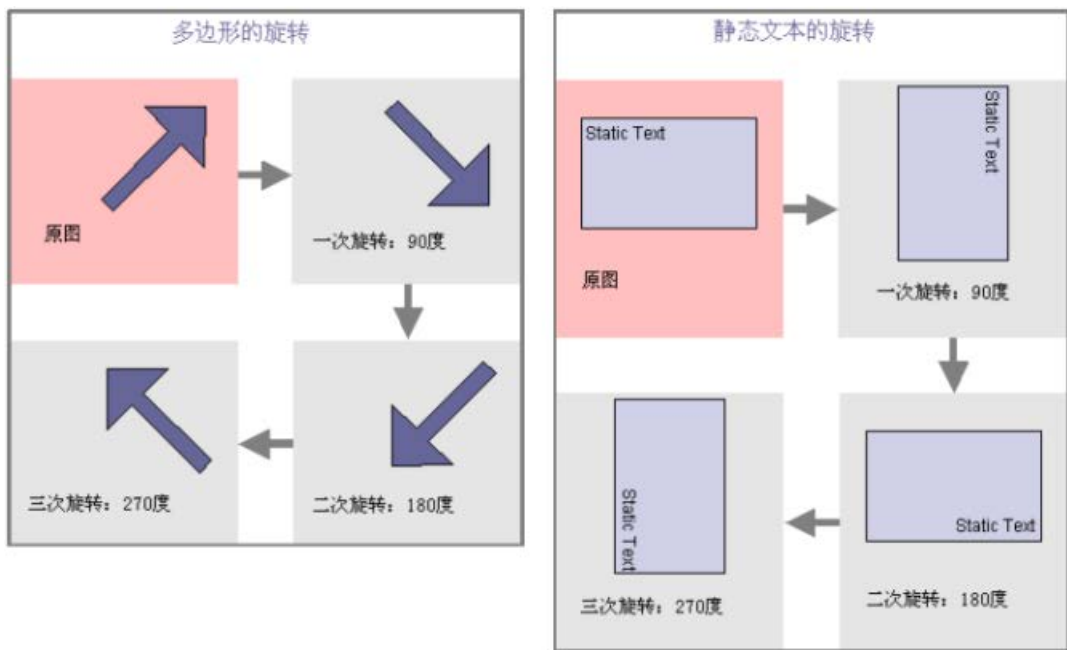 多边形的旋转
原图
一次旋转：90度
三次旋转：270度
二次旋转：180度
静态文本的旋转
Static Text
原图
Static Text
一次旋转：90度
Static Text
三次旋转：270度
Static Text
二次旋转：180度